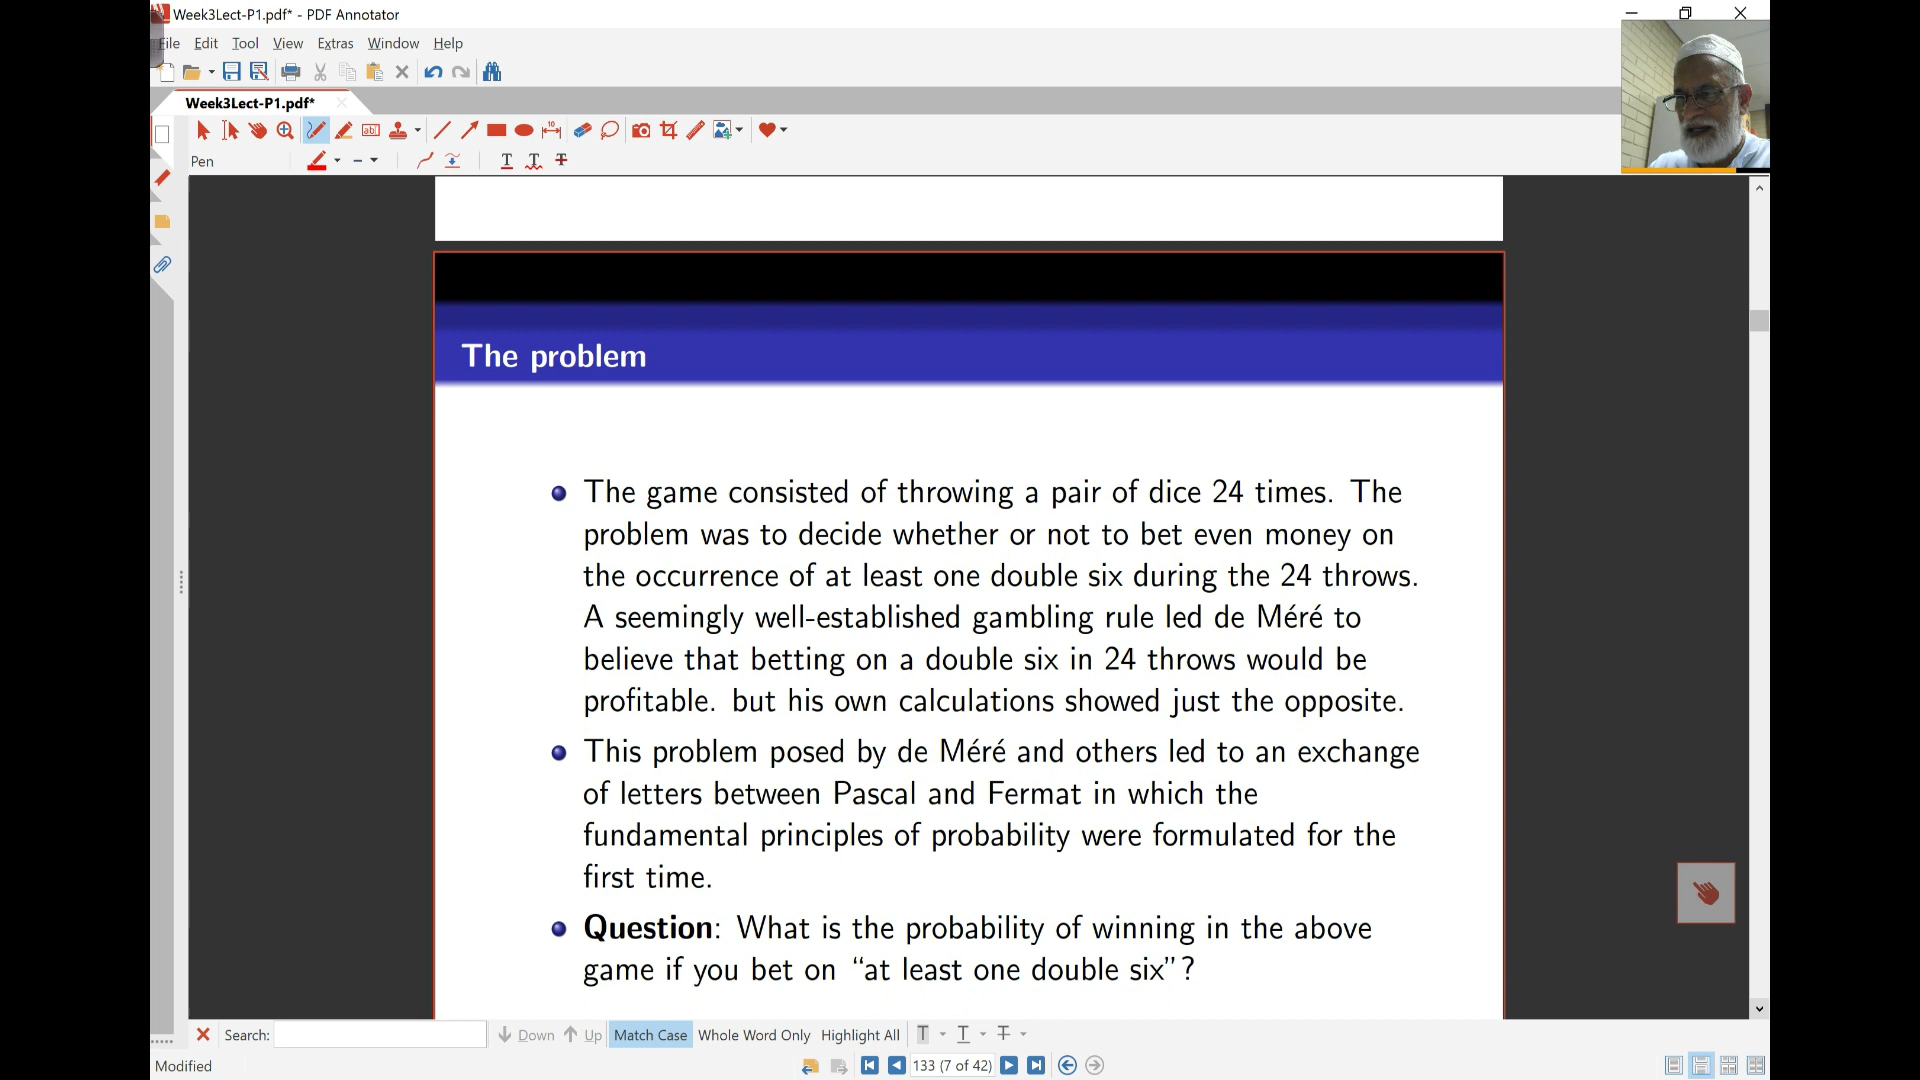 Week3Lect-P1.pdf* - PDF Annotator
File Edit Tool View Extras Window Help
Week3Lect-P1.pdf*
Pen
The problem
The game consisted of throwing a pair of dice 24 times. The
problem was to decide whether or not to bet even money on
the occurrence of at least one double six during the 24 throws.
A seemingly well-established gambling rule led de Méré to
believe that betting on a double six in 24 throws would be
profitable. but his own calculations showed just the opposite.
This problem posed by de Méré and others led to an exchange
of letters between Pascal and Fermat in which the
fundamental principles of probability were formulated for the
first time.
Question: What is the probability of winning in the above
game if you bet on “at least one double six”?
Search: Down Up Match Case Whole Word Only Highlight All
Modified 133 (7 of 42)